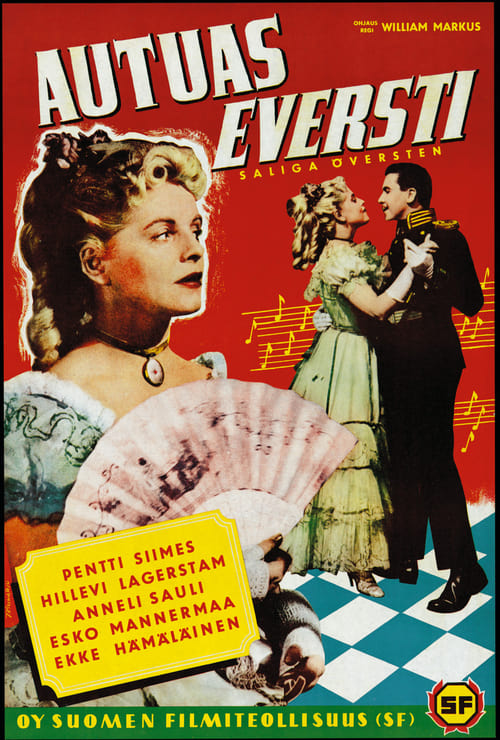 OHJAUS
REGI
WILLIAM MARKUS
AUTUAS
EVERSTI
SALIGA ÖVERSTEN
PENTTI SIIMES
HILLEVI LAGERSTAM
ANNELI SAULI
ESKO MANNERMAA
EKKE HÄMÄLÄINEN
OY SUOMEN FILMITEOLLISUUS (SF)
SF